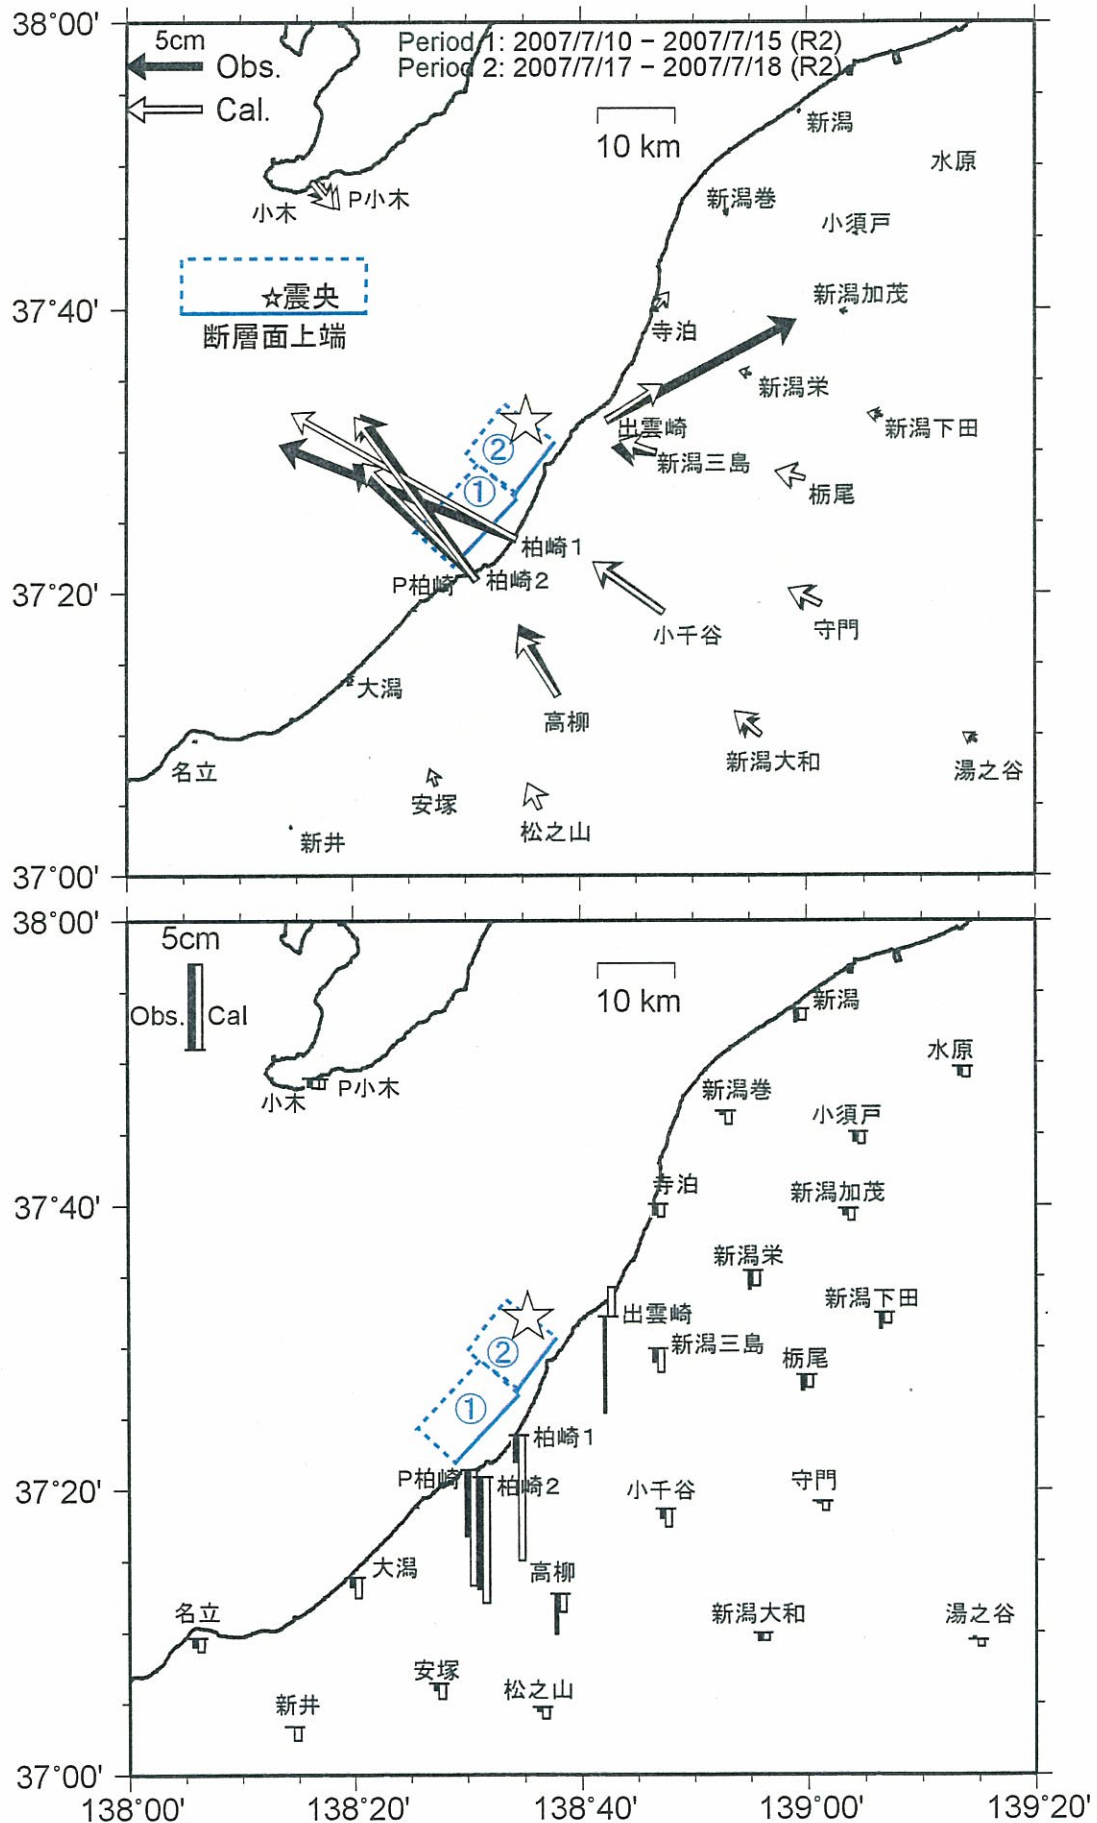 38°00'
5cm
Obs.
Cal.
Period 1: 2007/7/10 − 2007/7/15 (R2)
Period 2: 2007/7/17 − 2007/7/18 (R2)
10 km
新潟
水原
小木
P小木
新潟巻
小須戸
☆震央
断層面上端
37°40'
新潟加茂
寺泊
新潟栄
出雲崎
新潟下田
②
新潟三島
①
栃尾
柏崎1
P柏崎
柏崎2
37°20'
小千谷
守門
大潟
高柳
名立
新潟大和
湯之谷
安塚
松之山
新井
37°00'
38°00'
5cm
Obs.
Cal
10 km
新潟
水原
小木
P小木
新潟巻
小須戸
寺泊
新潟加茂
37°40'
新潟栄
新潟下田
出雲崎
新潟三島
②
栃尾
①
柏崎1
P柏崎
柏崎2
小千谷
守門
37°20'
大潟
高柳
名立
新潟大和
湯之谷
安塚
松之山
新井
37°00'
138°00'
138°20'
138°40'
139°00'
139°20'